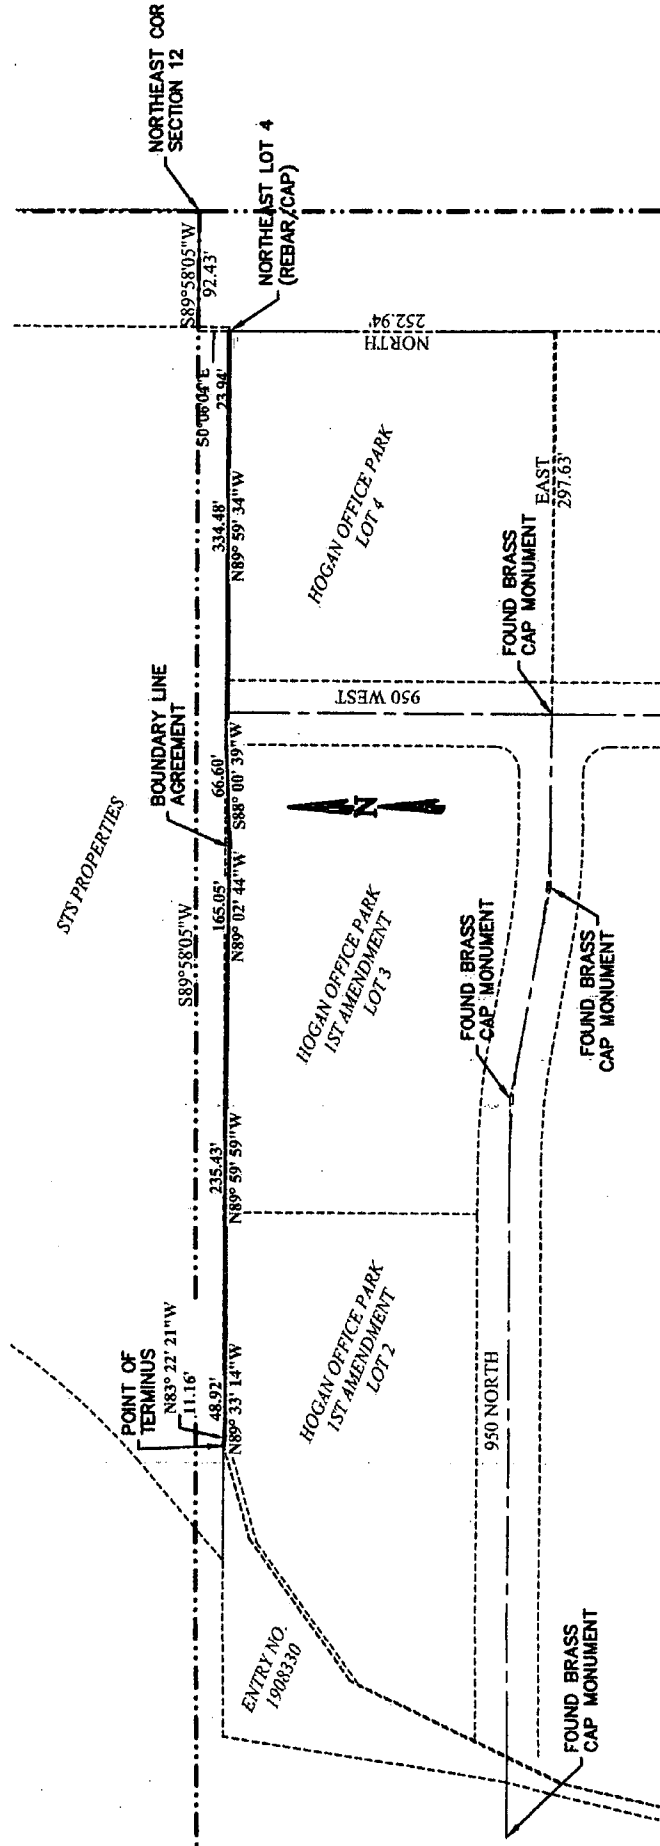 NORTHEAST COR
SECTION 12
S89°58'05"W
92.43'
NORTHEAST LOT 4
(REBAR/CAP)
S0°06'04"E
23.94'
NORTH
252.94'
334.48'
N89° 59' 34"W
HOGAN OFFICE PARK
LOT 4
EAST
297.63'
FOUND BRASS
CAP MONUMENT
950 WEST
BOUNDARY LINE
AGREEMENT
66.60'
S88° 00' 39"W
STS PROPERTIES
S89°58'05"W
165.05'
N89° 02' 44"W
N
HOGAN OFFICE PARK
1ST AMENDMENT
LOT 3
FOUND BRASS
CAP MONUMENT
FOUND BRASS
CAP MONUMENT
235.43'
N89° 59' 59"W
POINT OF
TERMINUS
N83° 22' 21"W
11.16'
48.92'
N89° 33' 14"W
HOGAN OFFICE PARK
1ST AMENDMENT
LOT 2
950 NORTH
ENTRY NO.
1908330
FOUND BRASS
CAP MONUMENT